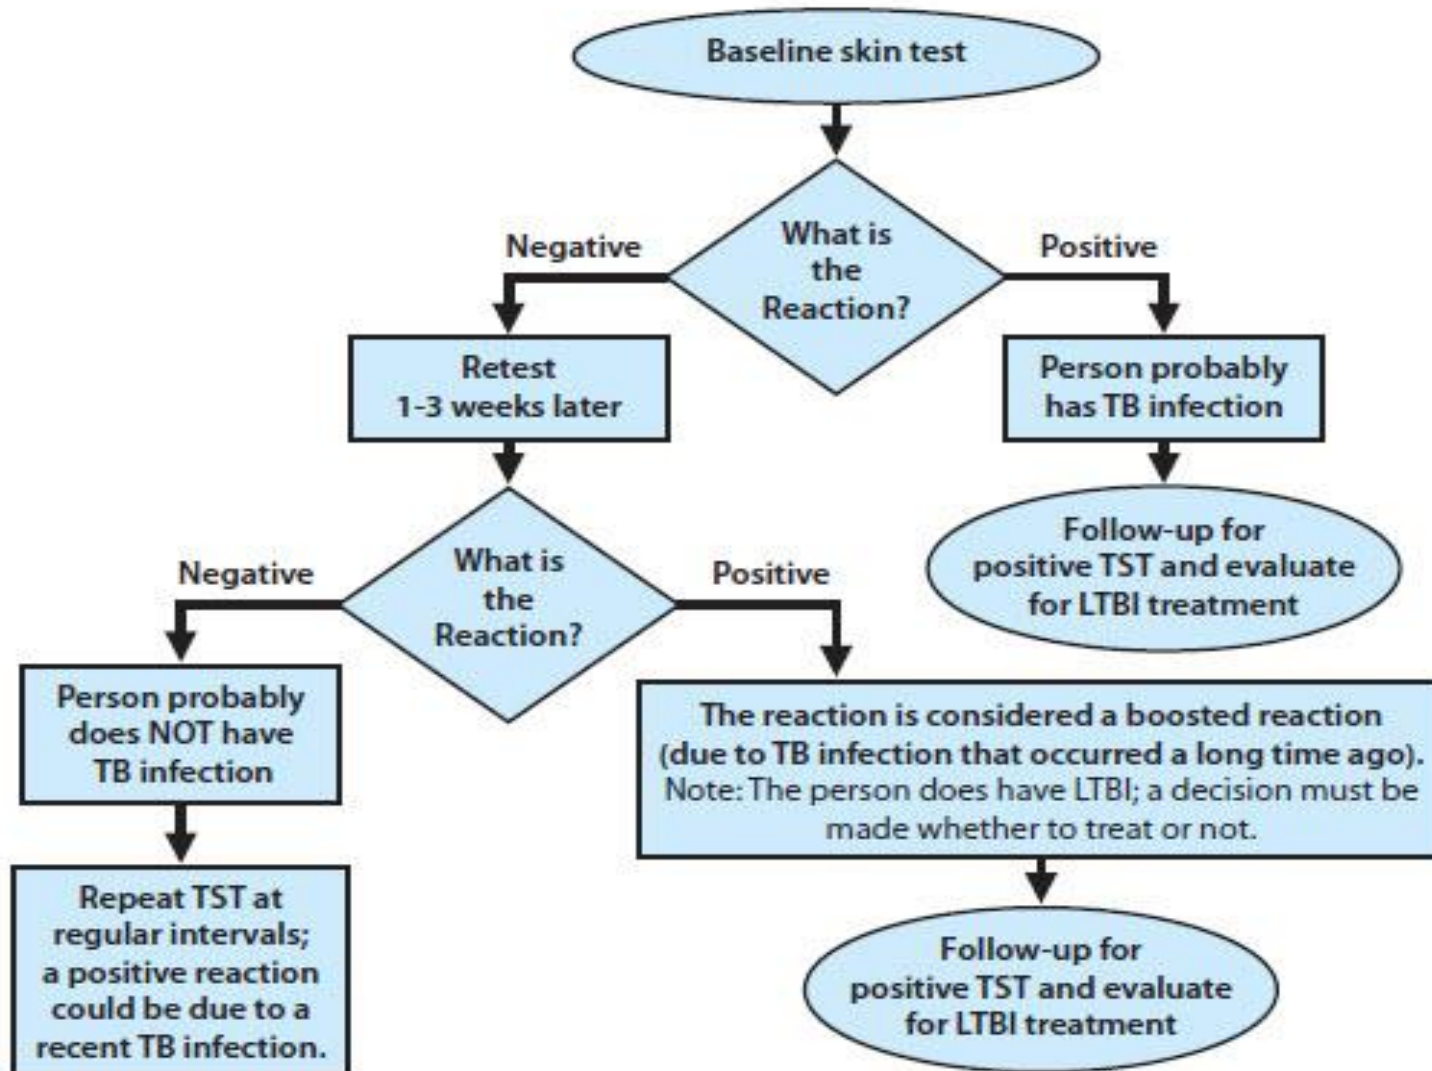 Baseline skin test
What is
the
Reaction?
Negative
Positive
Retest
1-3 weeks later
Person probably
has TB infection
Follow-up for
positive TST and evaluate
for LTBI treatment
What is
the
Reaction?
Negative
Positive
Person probably
does NOT have
TB infection
The reaction is considered a boosted reaction
(due to TB infection that occurred a long time ago).
Note: The person does have LTBI; a decision must be
made whether to treat or not.
Repeat TST at
regular intervals;
a positive reaction
could be due to a
recent TB infection.
Follow-up for
positive TST and evaluate
for LTBI treatment